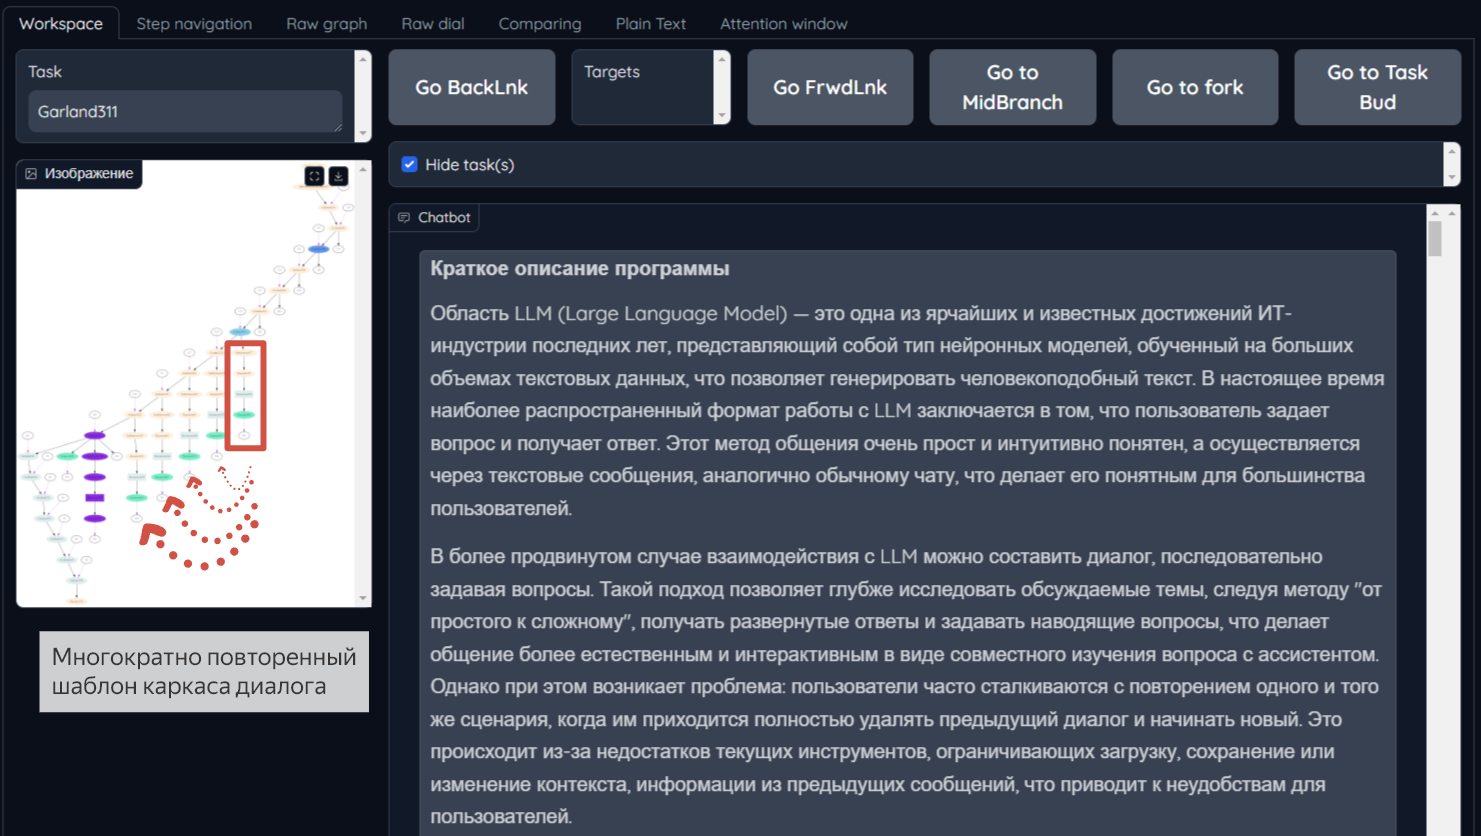 Workspace
Step navigation
Raw graph
Raw dial
Comparing
Plain Text
Attention window
Task
Garland311
Go BackLnk
Targets
Go FrwdLnk
Go to
MidBranch
Go to fork
Go to Task
Bud
Hide task(s)
Изображение
Chatbot
Краткое описание программы
Область LLM (Large Language Model) — это одна из ярчайших и известных достижений ИТ-
индустрии последних лет, представляющий собой тип нейронных моделей, обученный на больших
объемах текстовых данных, что позволяет генерировать человекоподобный текст. В настоящее время
наиболее распространенный формат работы с LLM заключается в том, что пользователь задает
вопрос и получает ответ. Этот метод общения очень прост и интуитивно понятен, а осуществляется
через текстовые сообщения, аналогично обычному чату, что делает его понятным для большинства
пользователей.
В более продвинутом случае взаимодействия с LLM можно составить диалог, последовательно
задавая вопросы. Такой подход позволяет глубже исследовать обсуждаемые темы, следуя методу "от
простого к сложному", получать развернутые ответы и задавать наводящие вопросы, что делает
общение более естественным и интерактивным в виде совместного изучения вопроса с ассистентом.
Однако при этом возникает проблема: пользователи часто сталкиваются с повторением одного и того
же сценария, когда им приходится полностью удалять предыдущий диалог и начинать новый. Это
происходит из-за недостатков текущих инструментов, ограничивающих загрузку, сохранение или
изменение контекста, информации из предыдущих сообщений, что приводит к неудобствам для
пользователей.
Многократно повторенный
шаблон каркаса диалога